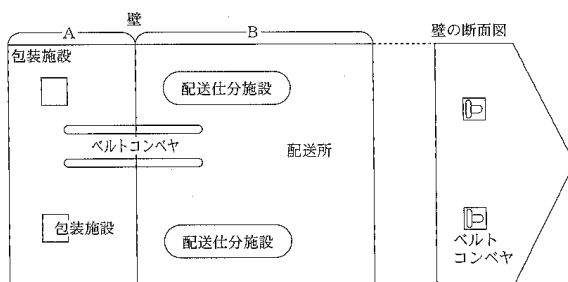 壁
A
B
壁の断面図
包装施設
配送仕分施設
ベルトコンベヤ
配送所
包装施設
配送仕分施設
ベルト
コンベヤ